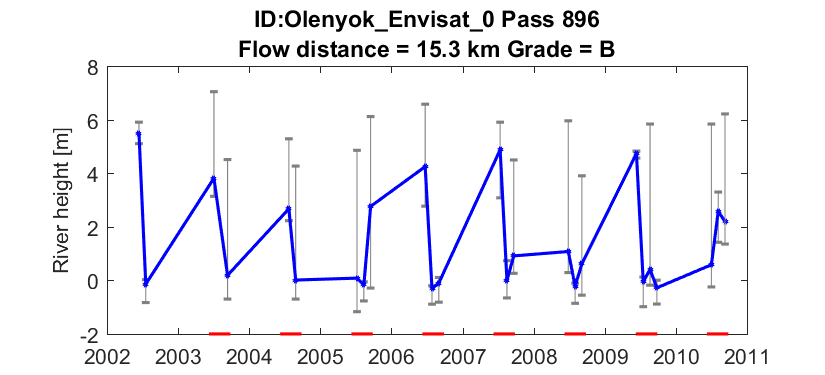 ID:Olenyok_Envisat_0 Pass 896
Flow distance = 15.3 km Grade = B
River height [m]
8
6
4
2
0
-2
2002 2003 2004 2005 2006 2007 2008 2009 2010 2011